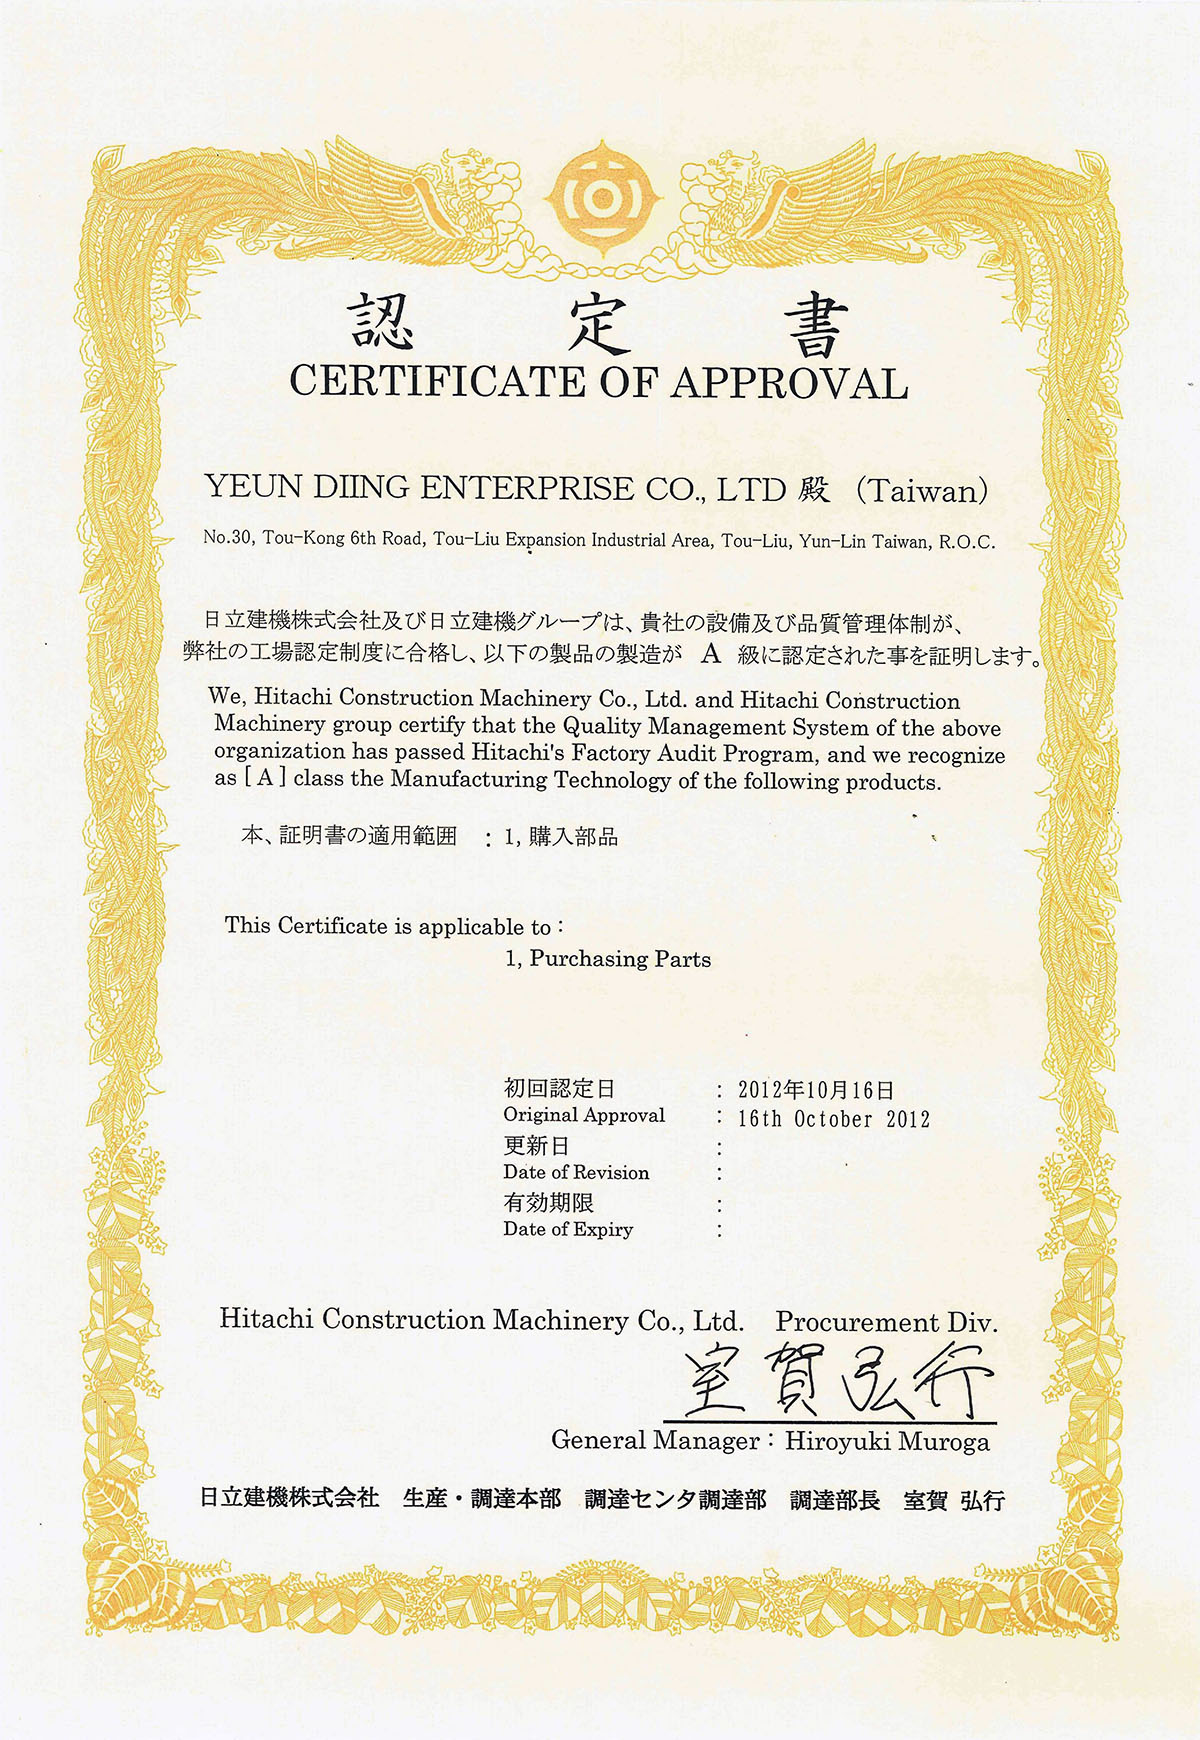 認定書
CERTIFICATE OF APPROVAL
YEUN DIING ENTERPRISE CO., LTD 殿 (Taiwan)
No.30, Tou-Kong 6th Road, Tou-Liu Expansion Industrial Area, Tou-Liu, Yun-Lin Taiwan, R.O.C.
日立建機株式会社及び日立建機グループは、貴社の設備及び品質管理体制が、
弊社の工場認定制度に合格し、以下の製品の製造が A 級に認定された事を証明します。
We, Hitachi Construction Machinery Co., Ltd. and Hitachi Construction
Machinery group certify that the Quality Management System of the above
organization has passed Hitachi's Factory Audit Program, and we recognize
as [ A ] class the Manufacturing Technology of the following products.
本、証明書の適用範囲 : 1, 購入部品
This Certificate is applicable to :
1, Purchasing Parts
初回認定日 : 2012年10月16日
Original Approval : 16th October 2012
更新日 :
Date of Revision :
有効期限 :
Date of Expiry :
Hitachi Construction Machinery Co., Ltd. Procurement Div.
室賀弘行
General Manager : Hiroyuki Muroga
日立建機株式会社 生産・調達本部 調達センタ調達部 調達部長 室賀 弘行